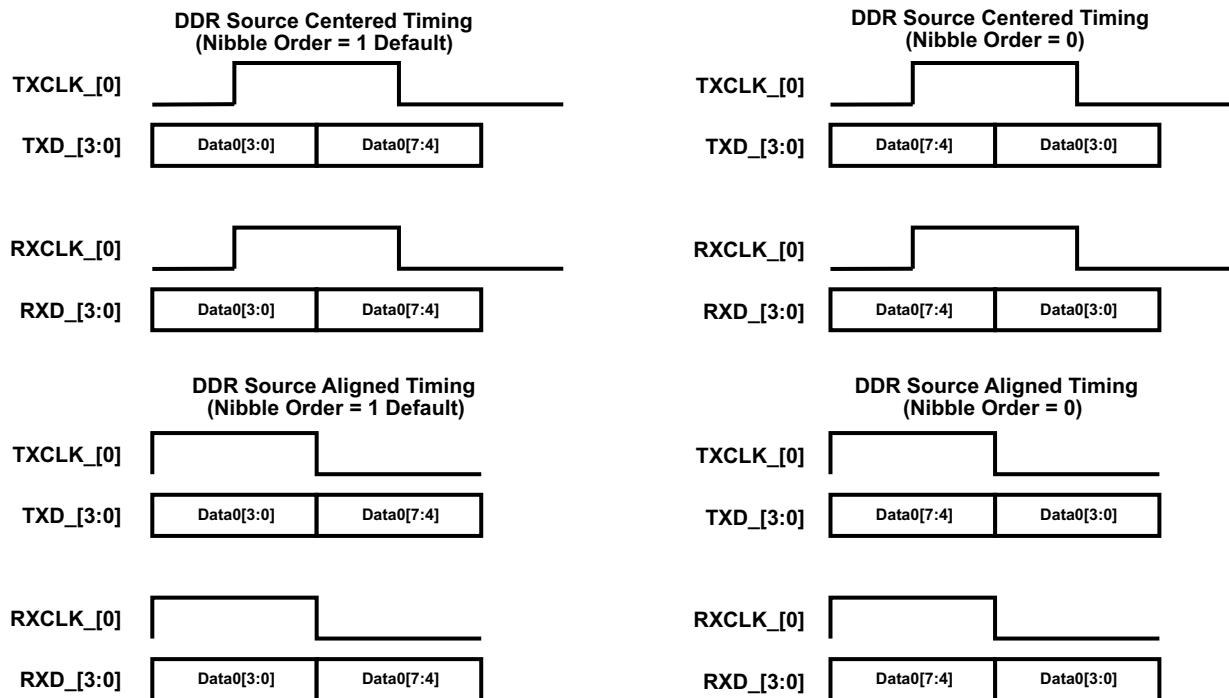 DDR Source Centered Timing
(Nibble Order = 1 Default)
TXCLK_[0]
TXD_[3:0]
Data0[3:0]
Data0[7:4]
RXCLK_[0]
RXD_[3:0]
Data0[3:0]
Data0[7:4]
DDR Source Centered Timing
(Nibble Order = 0)
TXCLK_[0]
TXD_[3:0]
Data0[7:4]
Data0[3:0]
RXCLK_[0]
RXD_[3:0]
Data0[7:4]
Data0[3:0]
DDR Source Aligned Timing
(Nibble Order = 1 Default)
TXCLK_[0]
TXD_[3:0]
Data0[3:0]
Data0[7:4]
RXCLK_[0]
RXD_[3:0]
Data0[3:0]
Data0[7:4]
DDR Source Aligned Timing
(Nibble Order = 0)
TXCLK_[0]
TXD_[3:0]
Data0[7:4]
Data0[3:0]
RXCLK_[0]
RXD_[3:0]
Data0[7:4]
Data0[3:0]